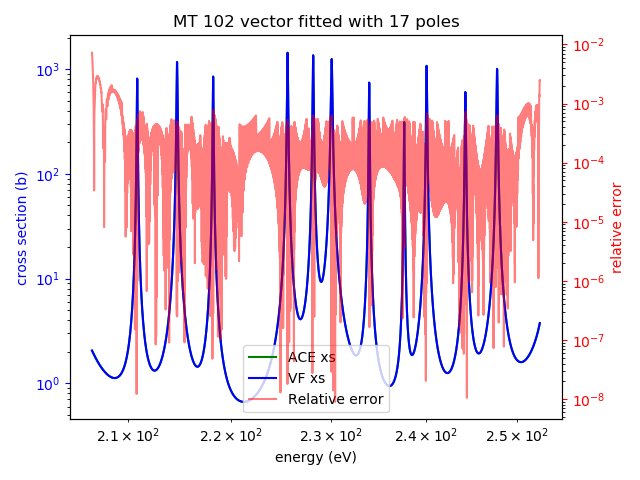 MT 102 vector fitted with 17 poles
10³
10²
10¹
10⁰
cross section (b)
10⁻²
10⁻³
10⁻⁴
10⁻⁵
10⁻⁶
10⁻⁷
10⁻⁸
relative error
ACE xs
VF xs
Relative error
2.1 × 10² 2.2 × 10² 2.3 × 10² 2.4 × 10² 2.5 × 10²
energy (eV)